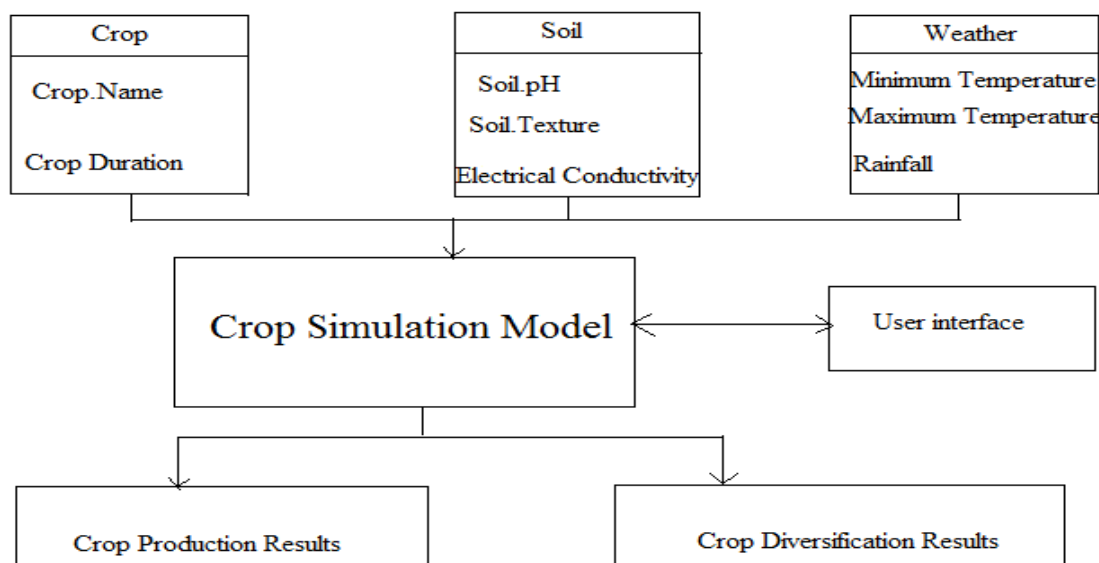 Crop
Crop.Name
Crop Duration
Soil
Soil.pH
Soil.Texture
Electrical Conductivity
Weather
Minimum Temperature
Maximum Temperature
Rainfall
Crop Simulation Model
User interface
Crop Production Results
Crop Diversification Results